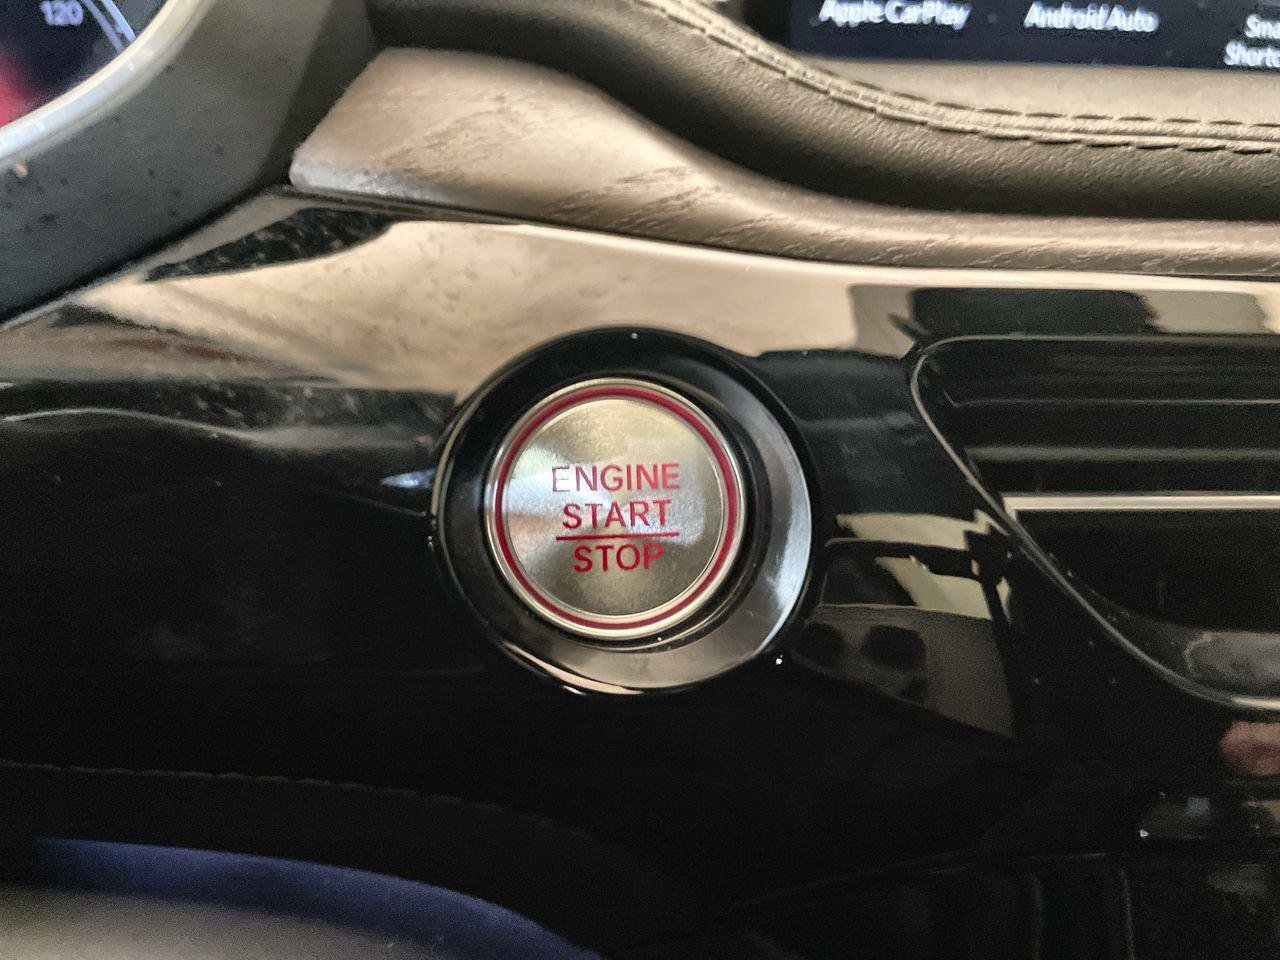 120
Apple CarPlay
Android Auto
ENGINE
START
STOP